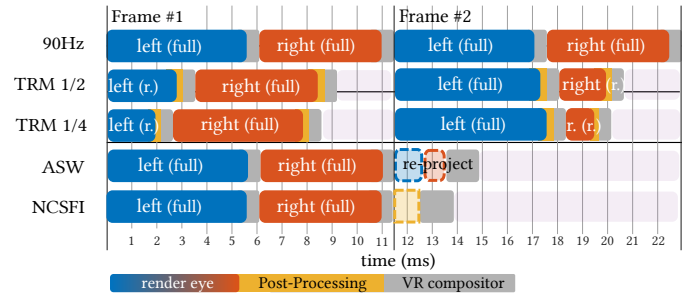 Frame #1 Frame #2
90Hz left (full) right (full) left (full) right (full)
TRM 1/2 left (r.) right (full) left (full) right (r.)
TRM 1/4 left (r.) right (full) left (full) r. (r.)
ASW left (full) right (full) re-project
NCSFI left (full) right (full)
1 2 3 4 5 6 7 8 9 10 11 12 13 14 15 16 17 18 19 20 21 22
time (ms)
render eye Post-Processing VR compositor